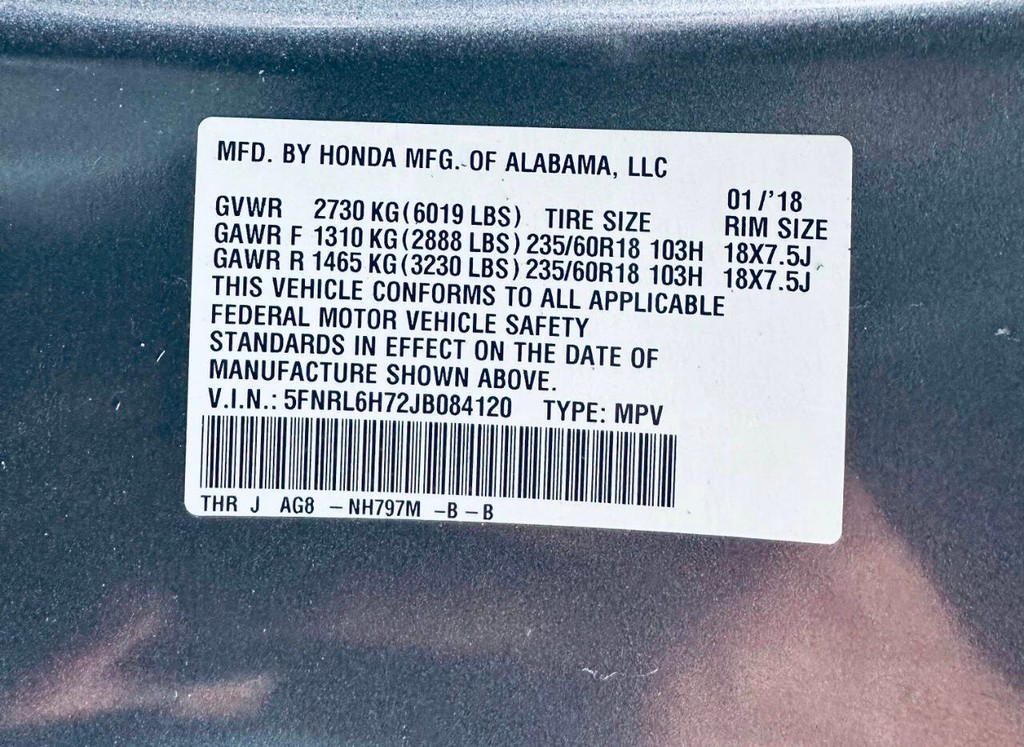 MFD. BY HONDA MFG. OF ALABAMA, LLC
01/'18
GVWR 2730 KG (6019 LBS) TIRE SIZE RIM SIZE
GAWR F 1310 KG (2888 LBS) 235/60R18 103H 18X7.5J
GAWR R 1465 KG (3230 LBS) 235/60R18 103H 18X7.5J
THIS VEHICLE CONFORMS TO ALL APPLICABLE
FEDERAL MOTOR VEHICLE SAFETY
STANDARDS IN EFFECT ON THE DATE OF
MANUFACTURE SHOWN ABOVE.
V.I.N.: 5FNRL6H72JB084120 TYPE: MPV
THR J AG8 – NH797M –B – B